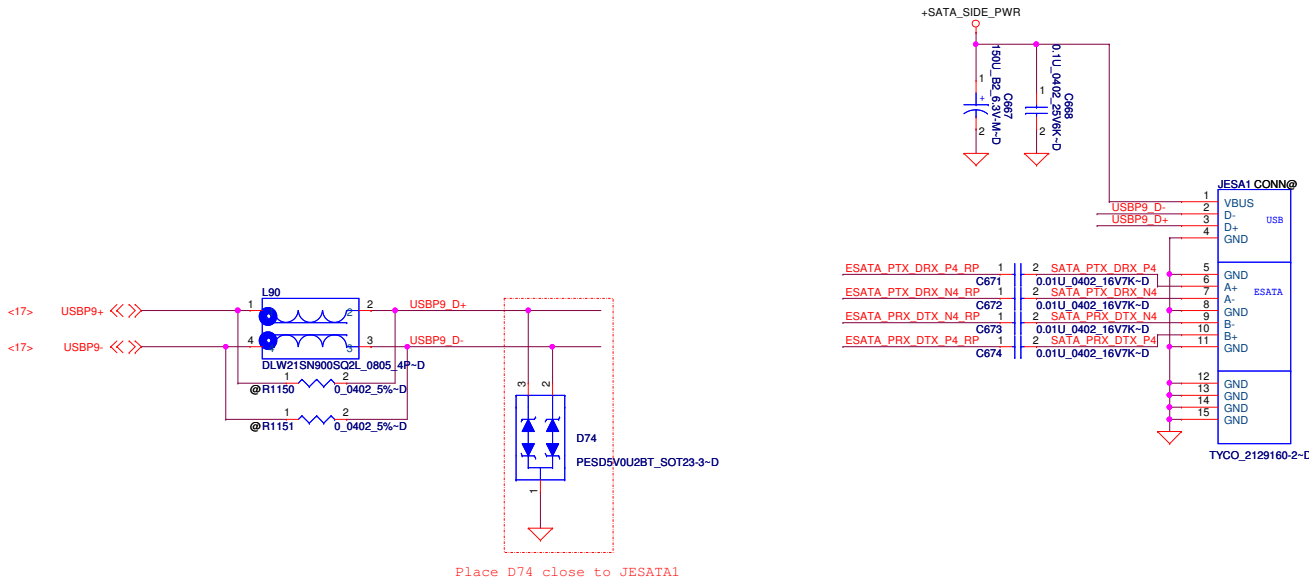 +SATA_SIDE_PWR
1
150U_B2_6.3V-M~D
C667
+
2
1
0.1U_0402_25V6K~D
C668
2
JESA1 CONN@
1 VBUS
USBP9_D- 2 D-
USB
USBP9_D+ 3 D+
4 GND
ESATA_PTX_DRX_P4_RP 1 2 SATA_PTX_DRX_P4 5 GND
C671 0.01U_0402_16V7K~D 6 A+
ESATA_PTX_DRX_N4_RP 1 2 SATA_PTX_DRX_N4 7 A-
ESATA
C672 0.01U_0402_16V7K~D 8 GND
ESATA_PRX_DTX_N4_RP 1 2 SATA_PRX_DTX_N4 9 B-
C673 0.01U_0402_16V7K~D 10 B+
ESATA_PRX_DTX_P4_RP 1 2 SATA_PRX_DTX_P4 11 GND
C674 0.01U_0402_16V7K~D
12 GND
13 GND
14 GND
15 GND
TYCO_2129160-2~D
L90
<17> USBP9+ 1 2 2 USBP9_D+
<17> USBP9- 4 3 3 USBP9_D-
DLW21SN900SQ2L_0805_4P~D
1 2
@R1150 0_0402_5%~D
1 2
@R1151 0_0402_5%~D
3 2
D74
PESD5V0U2BT_SOT23-3~D
1
Place D74 close to JESATA1